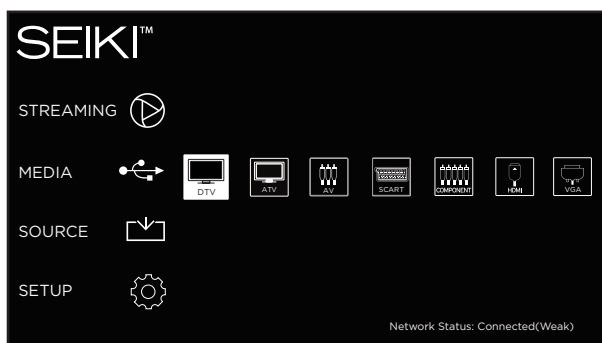 SEIKI™
STREAMING
MEDIA
DTV
ATV
AV
SCART
COMPONENT
HDMI
VGA
SOURCE
SETUP
Network Status: Connected(Weak)